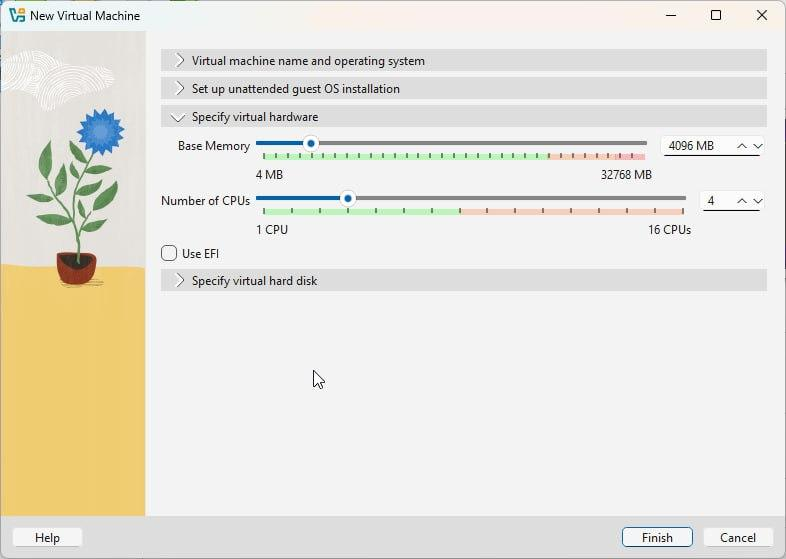 New Virtual Machine
Virtual machine name and operating system
Set up unattended guest OS installation
Specify virtual hardware
Base Memory 4096 MB
4 MB 32768 MB
Number of CPUs 4
1 CPU 16 CPUs
Use EFI
Specify virtual hard disk
Help Finish Cancel